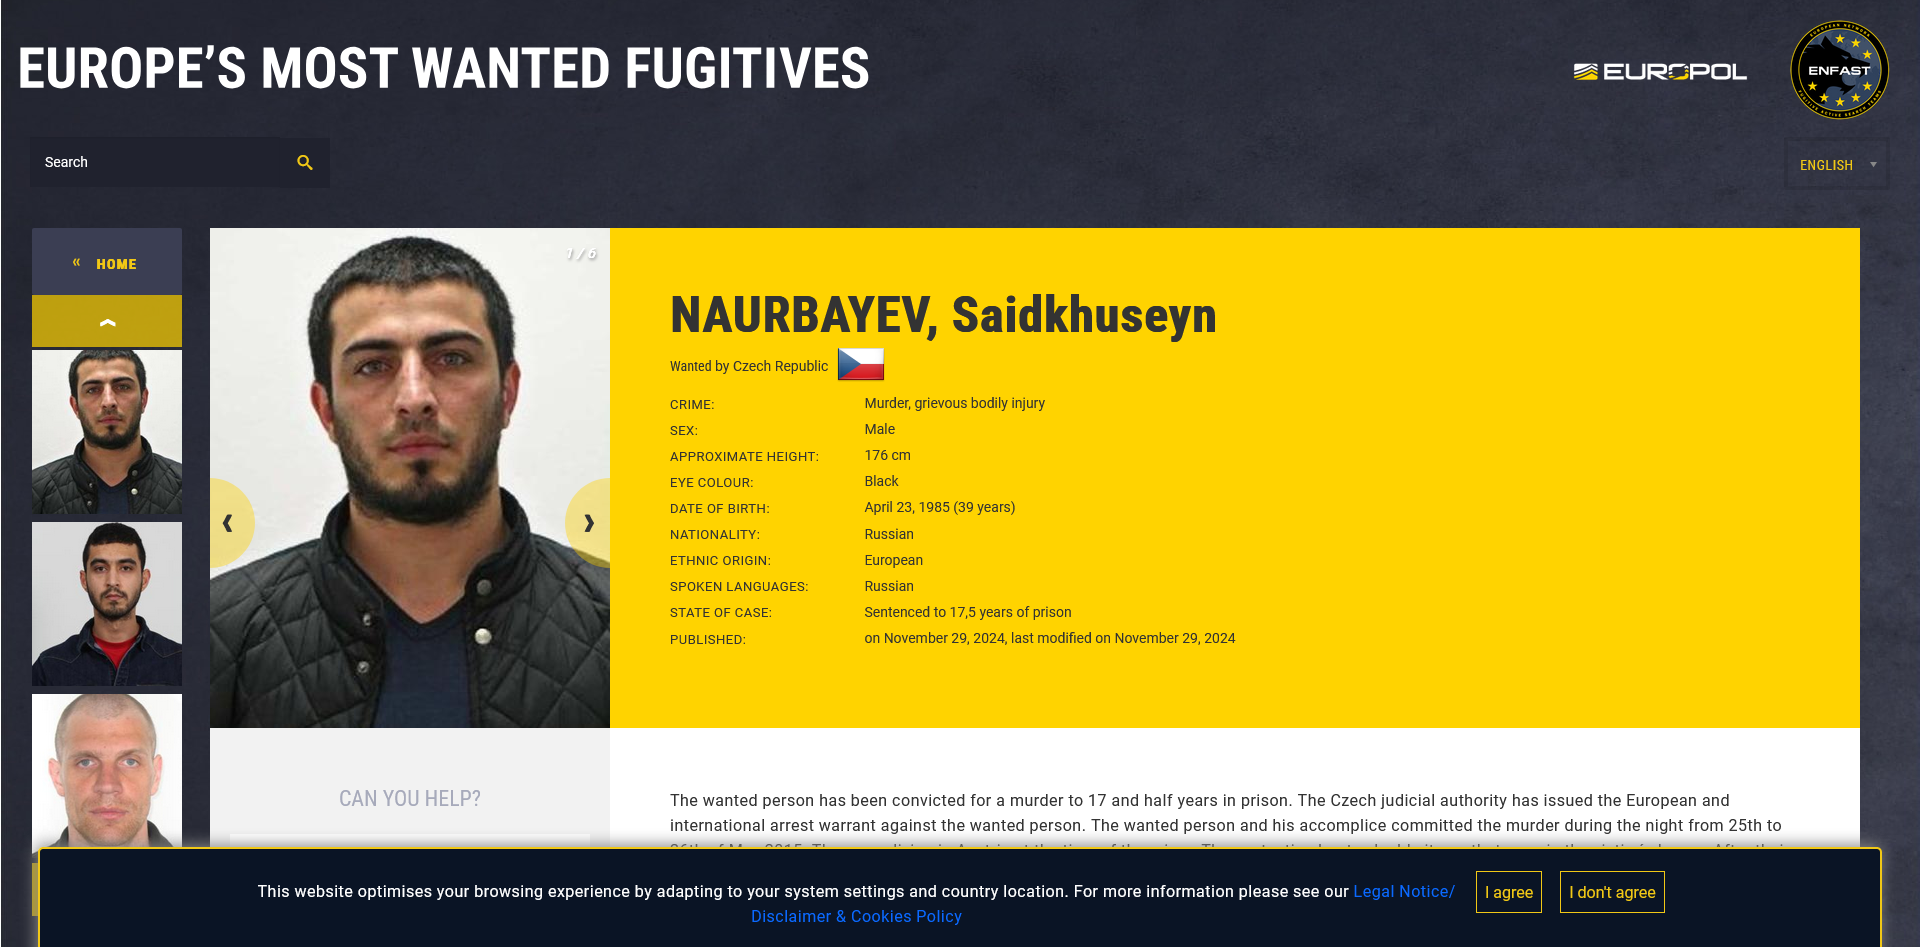 EUROPE’S MOST WANTED FUGITIVES
EUROPOL
ENFAST
Search
ENGLISH
« HOME
1 / 6
NAURBAYEV, Saidkhuseyn
Wanted by Czech Republic
CRIME: Murder, grievous bodily injury
SEX: Male
APPROXIMATE HEIGHT: 176 cm
EYE COLOUR: Black
DATE OF BIRTH: April 23, 1985 (39 years)
NATIONALITY: Russian
ETHNIC ORIGIN: European
SPOKEN LANGUAGES: Russian
STATE OF CASE: Sentenced to 17,5 years of prison
PUBLISHED: on November 29, 2024, last modified on November 29, 2024
CAN YOU HELP?
The wanted person has been convicted for a murder to 17 and half years in prison. The Czech judicial authority has issued the European and
international arrest warrant against the wanted person. The wanted person and his accomplice committed the murder during the night from 25th to
This website optimises your browsing experience by adapting to your system settings and country location. For more information please see our Legal Notice/
Disclaimer & Cookies Policy
I agree
I don't agree